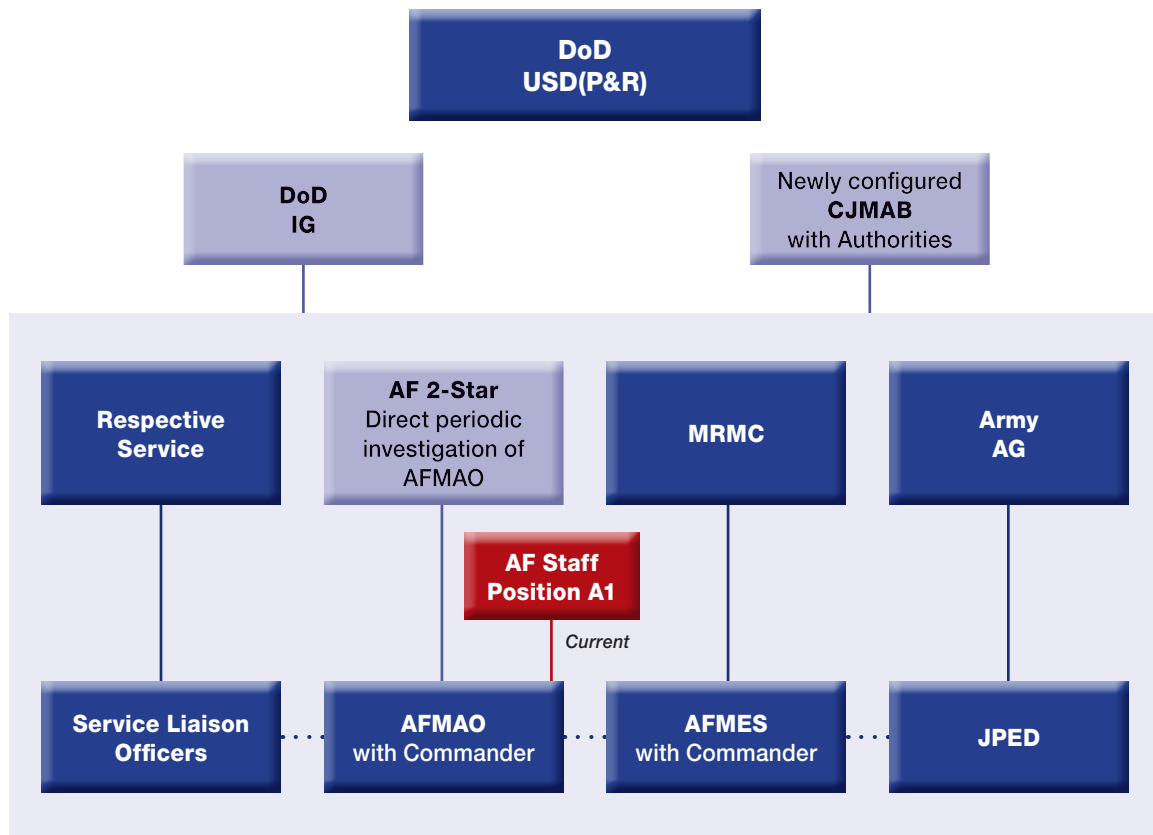 DoD
USD(P&R)
DoD
IG
Newly configured
CJMAB
with Authorities
Respective
Service
AF 2-Star
Direct periodic
investigation of
AFMAO
MRMC
Army
AG
AF Staff
Position A1
Current
Service Liaison
Officers
AFMAO
with Commander
AFMES
with Commander
JPED